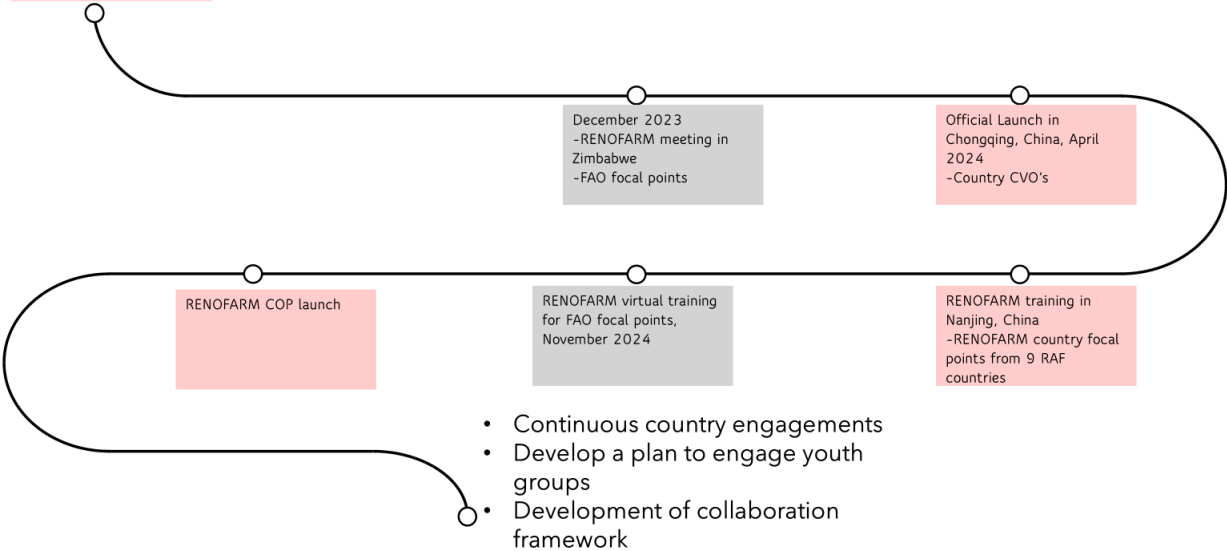 December 2023
-RENOFARM meeting in
Zimbabwe
-FAO focal points
Official Launch in
Chongqing, China, April
2024
-Country CVO's
RENOFARM COP launch
RENOFARM virtual training
for FAO focal points,
November 2024
RENOFARM training in
Nanjing, China
-RENOFARM country focal
points from 9 RAF
countries
• Continuous country engagements
• Develop a plan to engage youth
groups
• Development of collaboration
framework